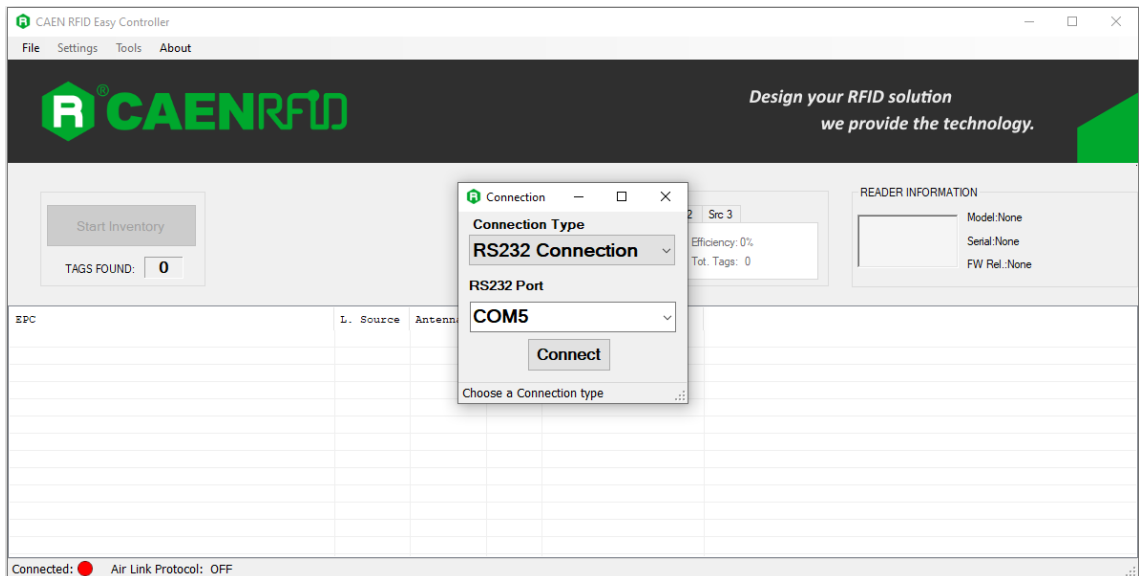 CAEN RFID Easy Controller
File Settings Tools About
R®CAENRFID
Design your RFID solution
we provide the technology.
Start Inventory
TAGS FOUND: 0
Connection
Connection Type
RS232 Connection
RS232 Port
COM5
Connect
Choose a Connection type
2 Src 3
Efficiency: 0%
Tot. Tags: 0
READER INFORMATION
Model:None
Serial:None
FW Rel.:None
EPC L. Source Antenna
Connected: Air Link Protocol: OFF